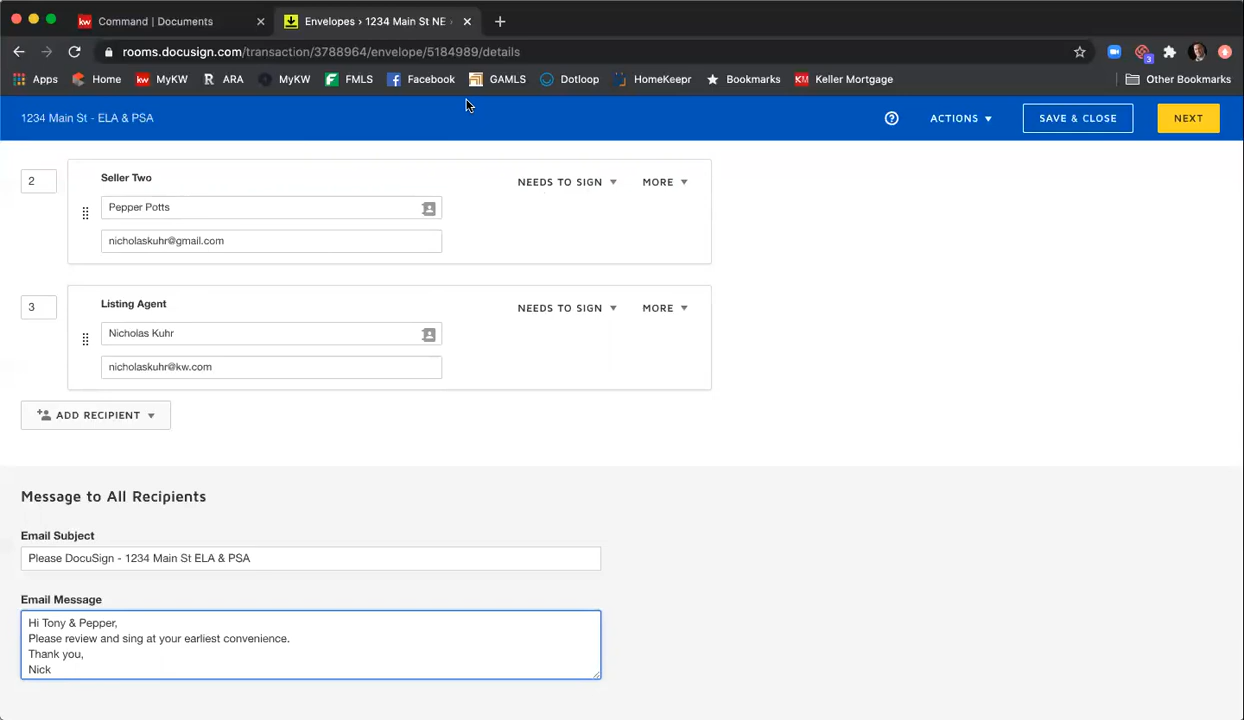 Command | Documents
Envelopes › 1234 Main St NE
rooms.docusign.com/transaction/3788964/envelope/5184989/details
3
Apps Home kw MyKW R ARA MyKW FMLS Facebook GAMLS Dotloop HomeKeepr Bookmarks KM Keller Mortgage Other Bookmarks
1234 Main St - ELA & PSA
? ACTIONS SAVE & CLOSE NEXT
2
Seller Two
NEEDS TO SIGN MORE
Pepper Potts
nicholaskuhr@gmail.com
3
Listing Agent
NEEDS TO SIGN MORE
Nicholas Kuhr
nicholaskuhr@kw.com
ADD RECIPIENT
Message to All Recipients
Email Subject
Please DocuSign - 1234 Main St ELA & PSA
Email Message
Hi Tony & Pepper,
Please review and sing at your earliest convenience.
Thank you,
Nick